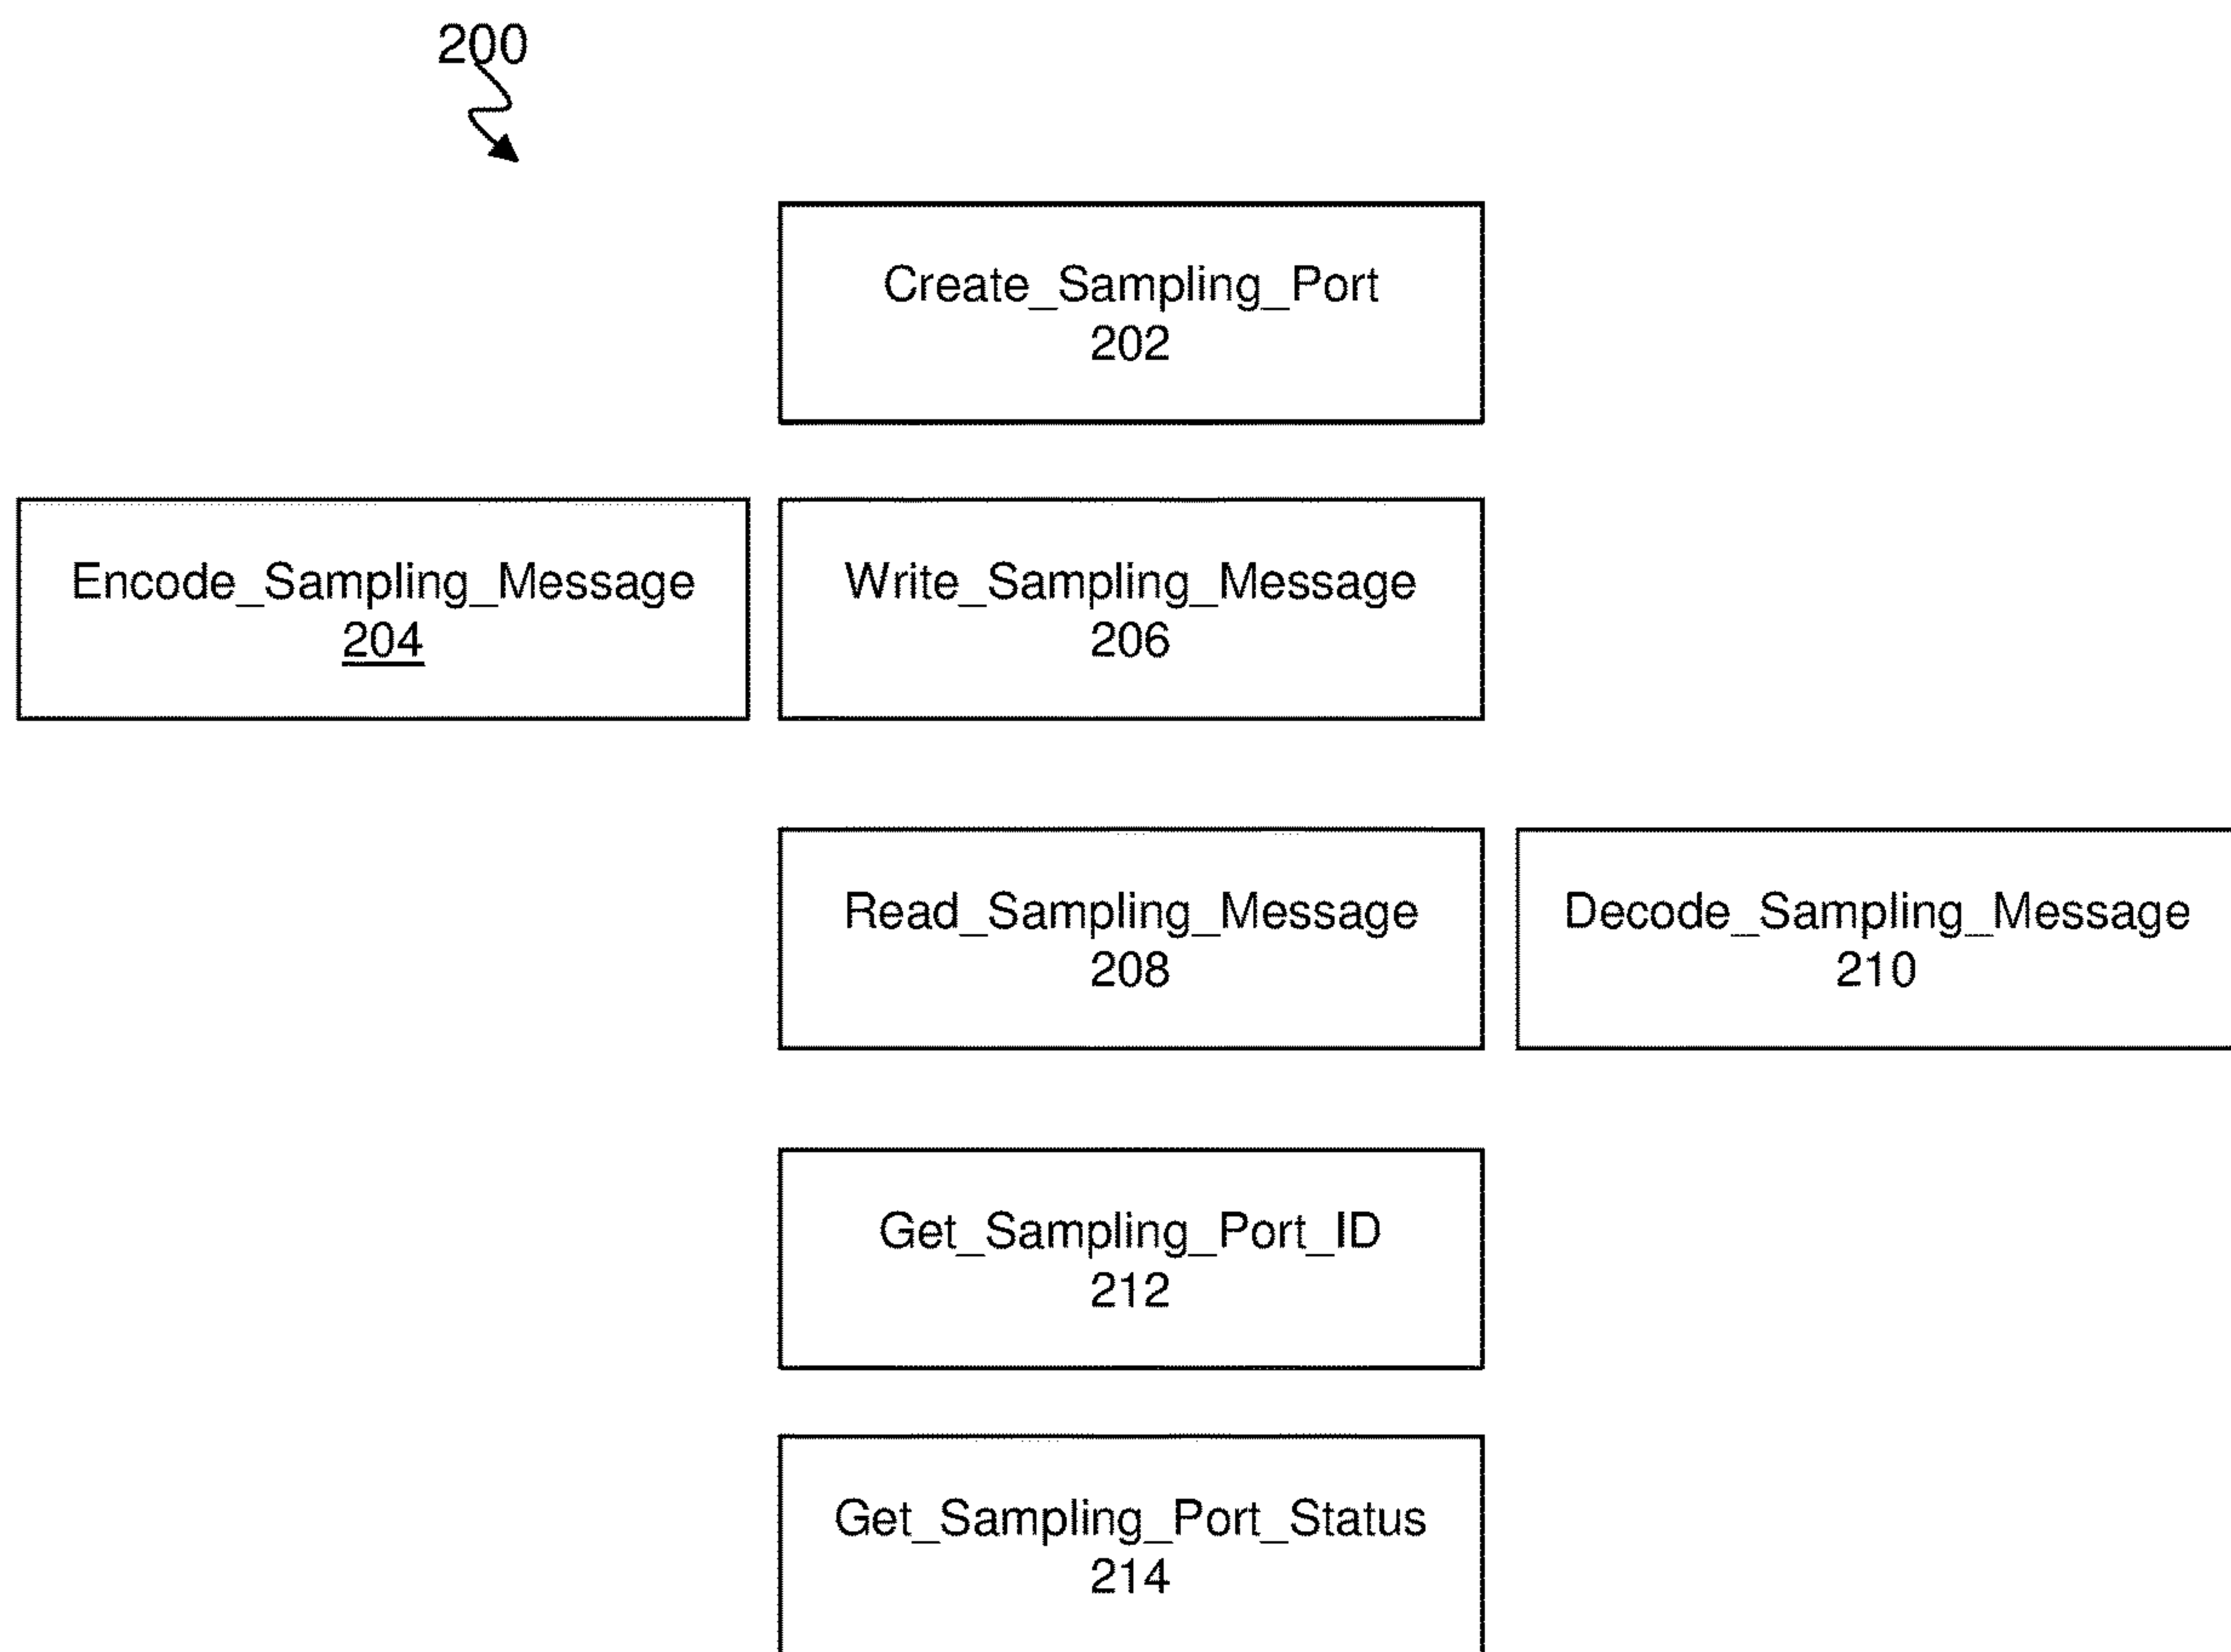 200
Create_Sampling_Port
202
Encode_Sampling_Message
204
Write_Sampling_Message
206
Read_Sampling_Message
208
Decode_Sampling_Message
210
Get_Sampling_Port_ID
212
Get_Sampling_Port_Status
214